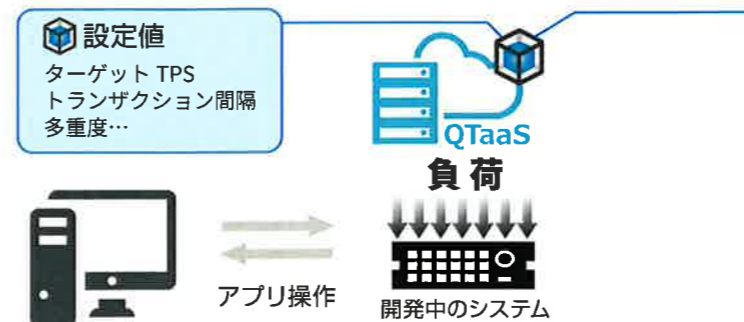 設定値
ターゲット TPS
トランザクション間隔
多重度…
QTaaS
負荷
アプリ操作
開発中のシステム